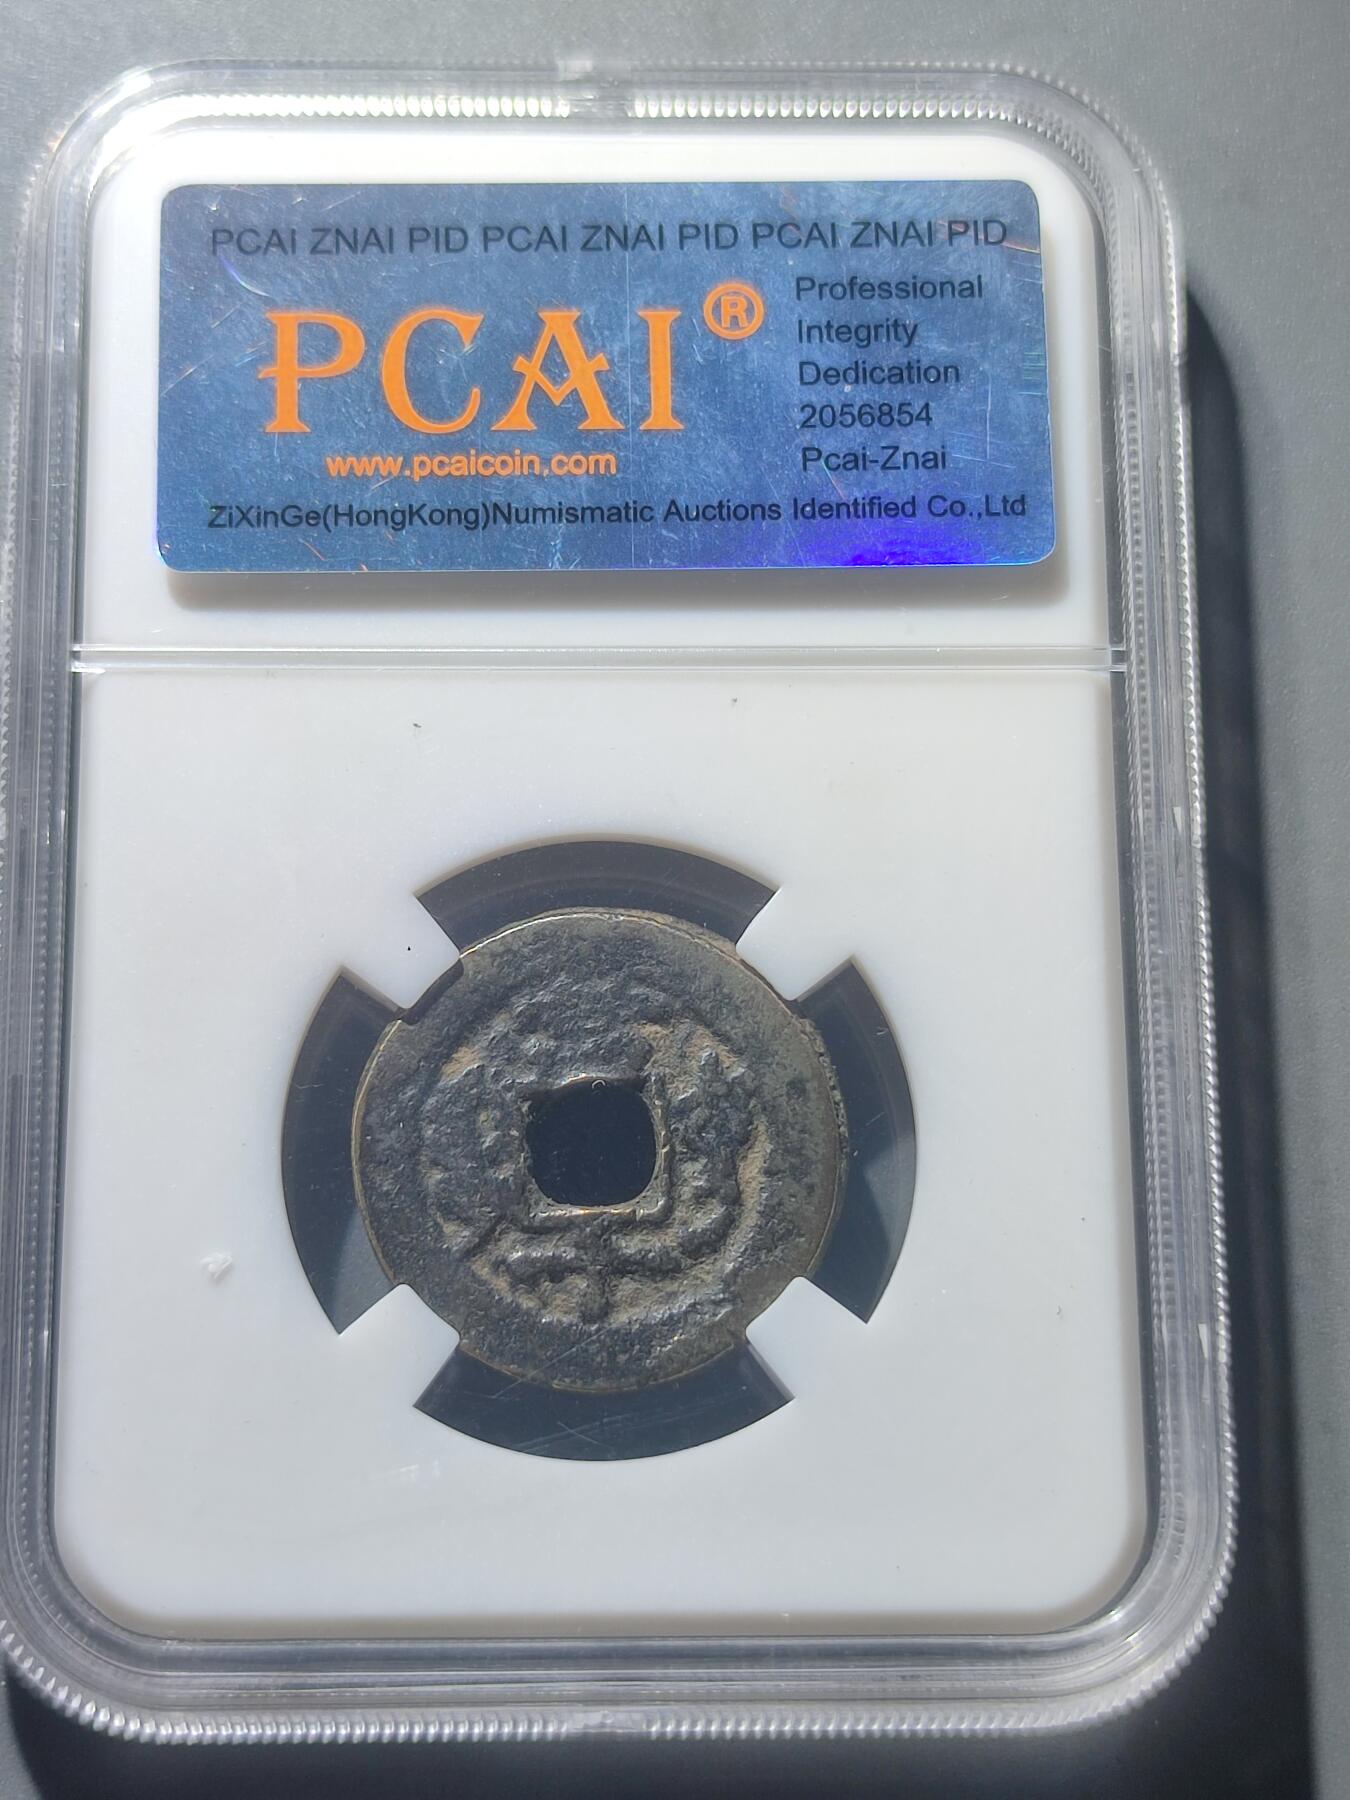 PCAI ZNAI PID PCAI ZNAI PID PCAI ZNAI PID
PCAI®
www.pcaicoin.com
Professional
Integrity
Dedication
2056854
Pcai-Znai
ZiXinGe(HongKong)Numismatic Auctions Identified Co.,Ltd